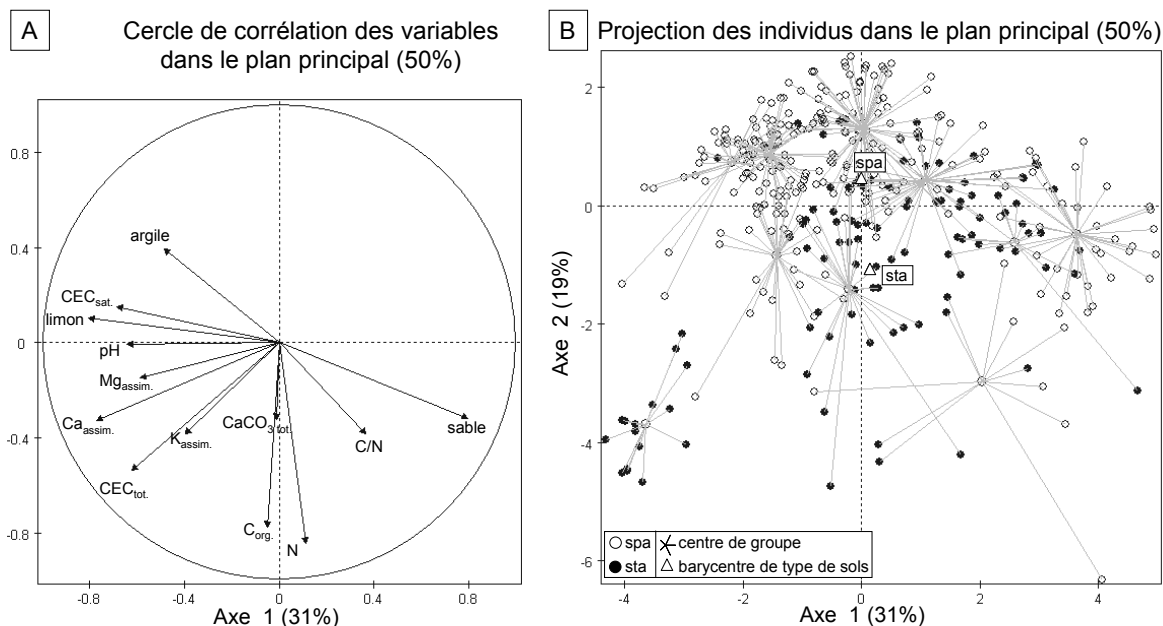 A
Cercle de corrélation des variables
dans le plan principal (50%)
0.8
0.4
0
-0.4
-0.8
argile
CECsat.
limon
pH
Mgassim.
Caassim.
Kassim.
CaCO3 tot.
C/N
sable
CECtot.
Corg.
N
-0.8 -0.4 0 0.4 0.8
Axe 1 (31%)
B
Projection des individus dans le plan principal (50%)
Axe 2 (19%)
2
0
-2
-4
-6
spa
sta
spa centre de groupe
sta barycentre de type de sols
-4 -2 0 2 4
Axe 1 (31%)